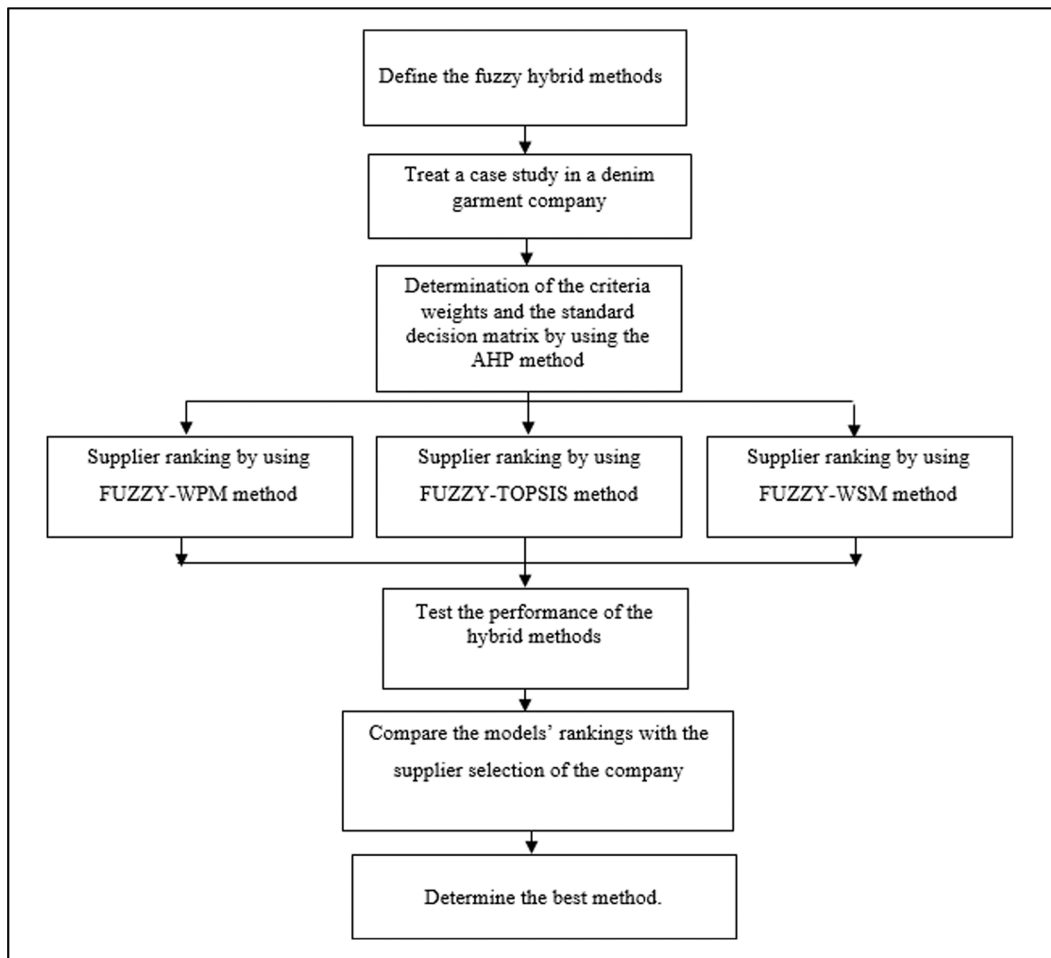 Define the fuzzy hybrid methods
Treat a case study in a denim
garment company
Determination of the criteria
weights and the standard
decision matrix by using the
AHP method
Supplier ranking by using
FUZZY-WPM method
Supplier ranking by using
FUZZY-TOPSIS method
Supplier ranking by using
FUZZY-WSM method
Test the performance of the
hybrid methods
Compare the models’ rankings with the
supplier selection of the company
Determine the best method.